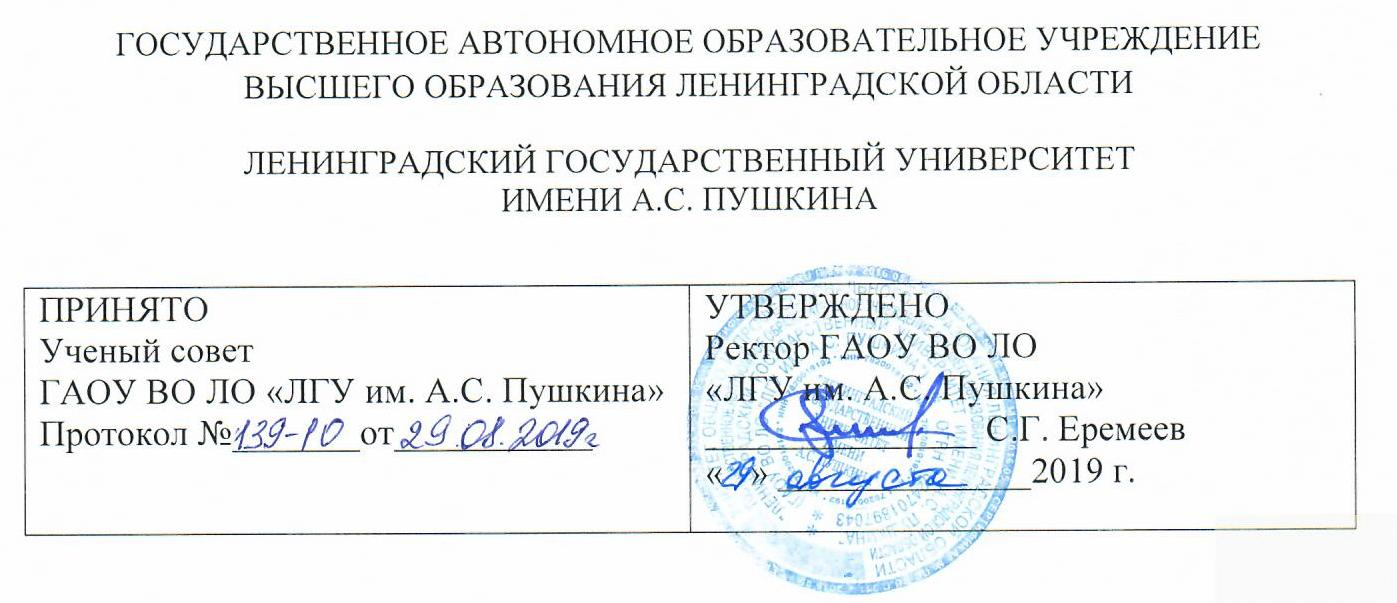 ГОСУДАРСТВЕННОЕ АВТОНОМНОЕ ОБРАЗОВАТЕЛЬНОЕ УЧРЕЖДЕНИЕ
ВЫСШЕГО ОБРАЗОВАНИЯ ЛЕНИНГРАДСКОЙ ОБЛАСТИ
ЛЕНИНГРАДСКИЙ ГОСУДАРСТВЕННЫЙ УНИВЕРСИТЕТ
ИМЕНИ А.С. ПУШКИНА
ПРИНЯТО
Ученый совет
ГАОУ ВО ЛО «ЛГУ им. А.С. Пушкина»
Протокол №139-10 от 29.08.2019г
УТВЕРЖДЕНО
Ректор ГАОУ ВО ЛО
«ЛГУ им. А.С. Пушкина»
С.Г. Еремеев
«29» августа 2019 г.